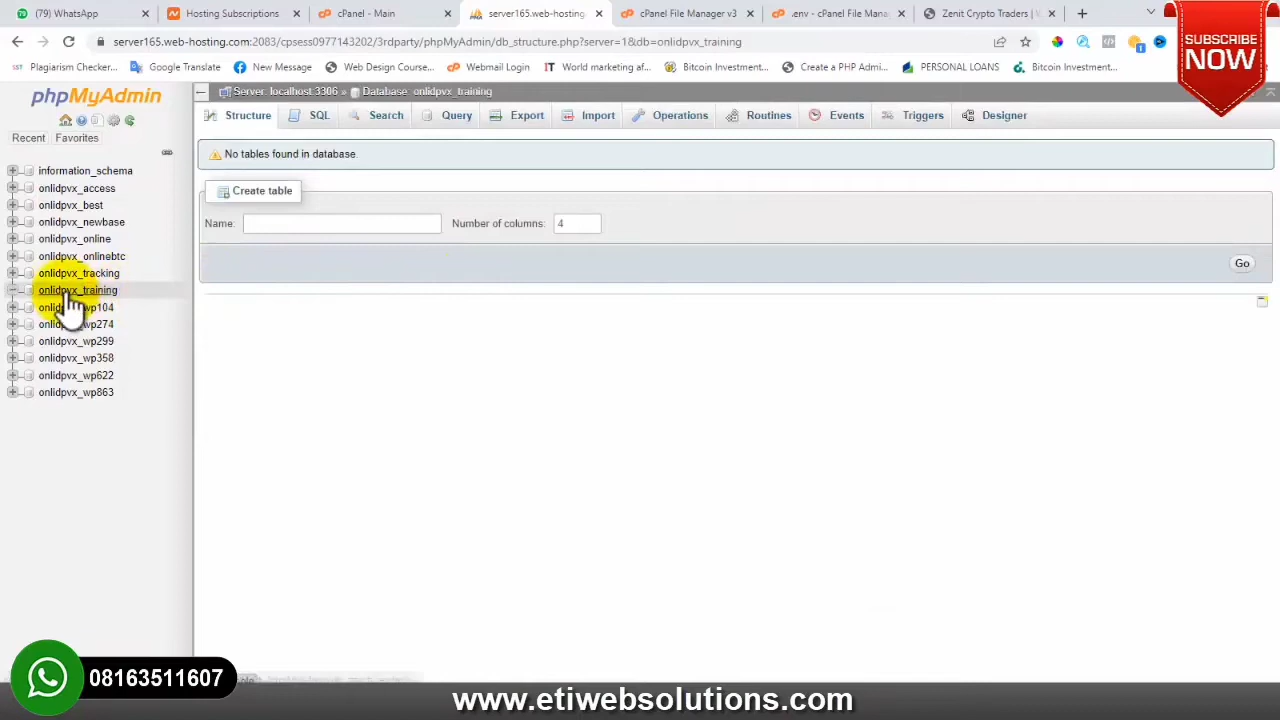 (79) WhatsApp
Hosting Subscriptions
cPanel - Main
server165.web-hosting
cPanel File Manager v3
.env - cPanel File Mana
Zenit Crypto Traders | W
server165.web-hosting.com:2083/cpsess0977143302/3rdparty/phpMyAdmin/db_structure.php?server=1&db=onlidpvx_training
Plagiarism Checker...
Google Translate
New Message
Web Design Course...
Webmail Login
World marketing af...
Bitcoin Investment...
Create a PHP Admi...
PERSONAL LOANS
Bitcoin Investment...
SUBSCRIBE
NOW
phpMyAdmin
Recent
Favorites
information_schema
onlidpvx_access
onlidpvx_best
onlidpvx_newbase
onlidpvx_online
onlidpvx_onlinebtc
onlidpvx_tracking
onlidpvx_training
onlidpvx_wp104
onlidpvx_wp274
onlidpvx_wp299
onlidpvx_wp358
onlidpvx_wp622
onlidpvx_wp863
Server: localhost:3306 » Database: onlidpvx_training
Structure
SQL
Search
Query
Export
Import
Operations
Routines
Events
Triggers
Designer
No tables found in database.
Create table
Name:
Number of columns: 4
Go
08163511607
www.etiwebsolutions.com